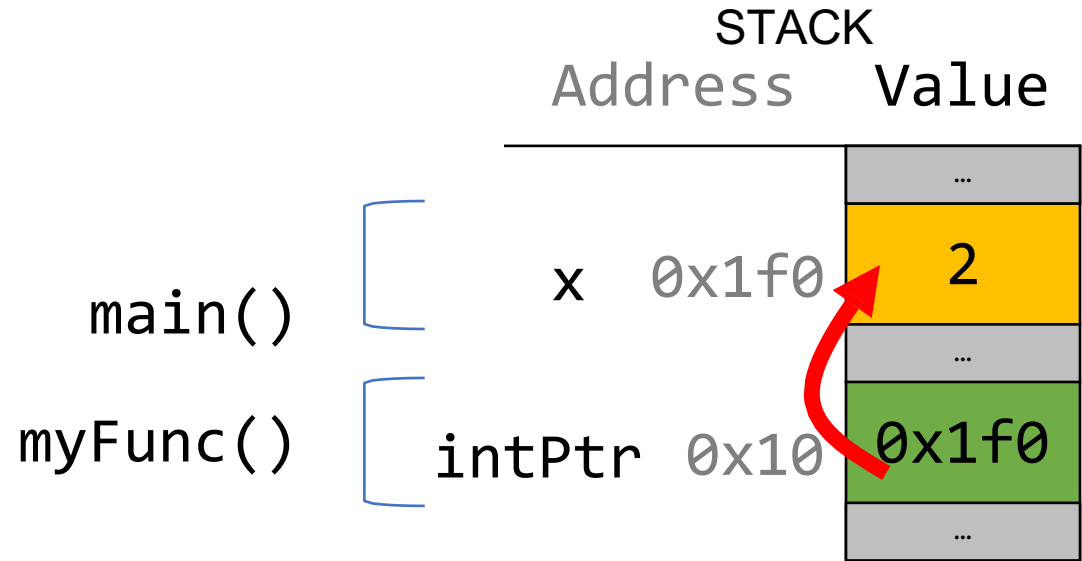 STACK
Address Value
…
x 0x1f0 2
main()
…
myFunc() intPtr 0x10 0x1f0
…